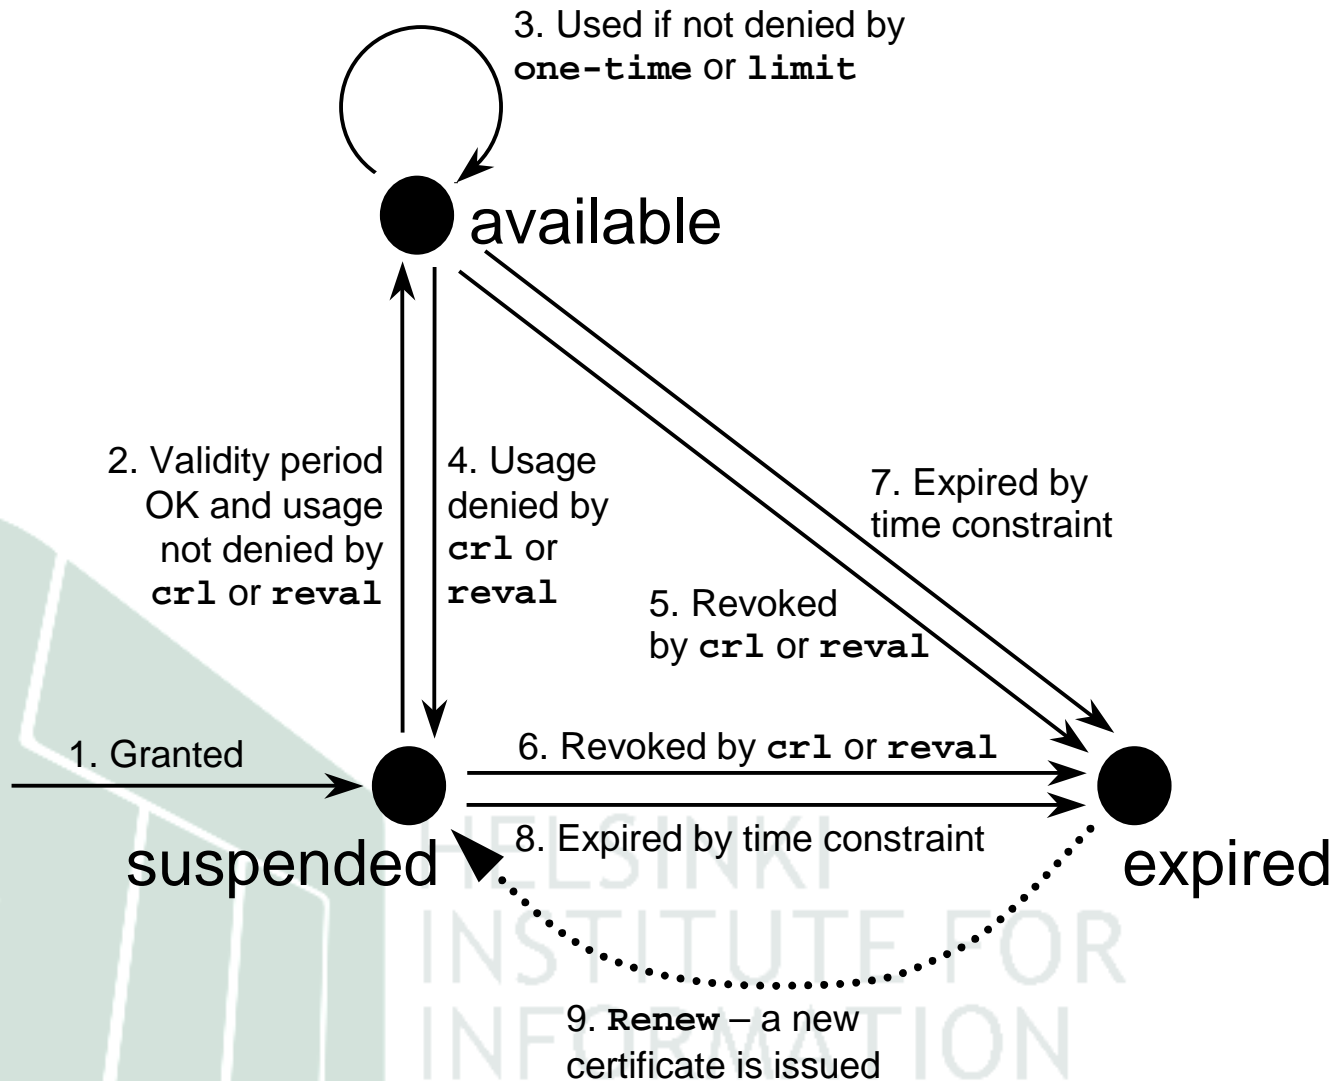 3. Used if not denied by
one-time or limit
available
2. Validity period
OK and usage
not denied by
crl or reval
4. Usage
denied by
crl or
reval
7. Expired by
time constraint
5. Revoked
by crl or reval
1. Granted
6. Revoked by crl or reval
8. Expired by time constraint
suspended
expired
HELSINKI
INSTITUTE FOR
INFORMATION
9. Renew – a new
certificate is issued